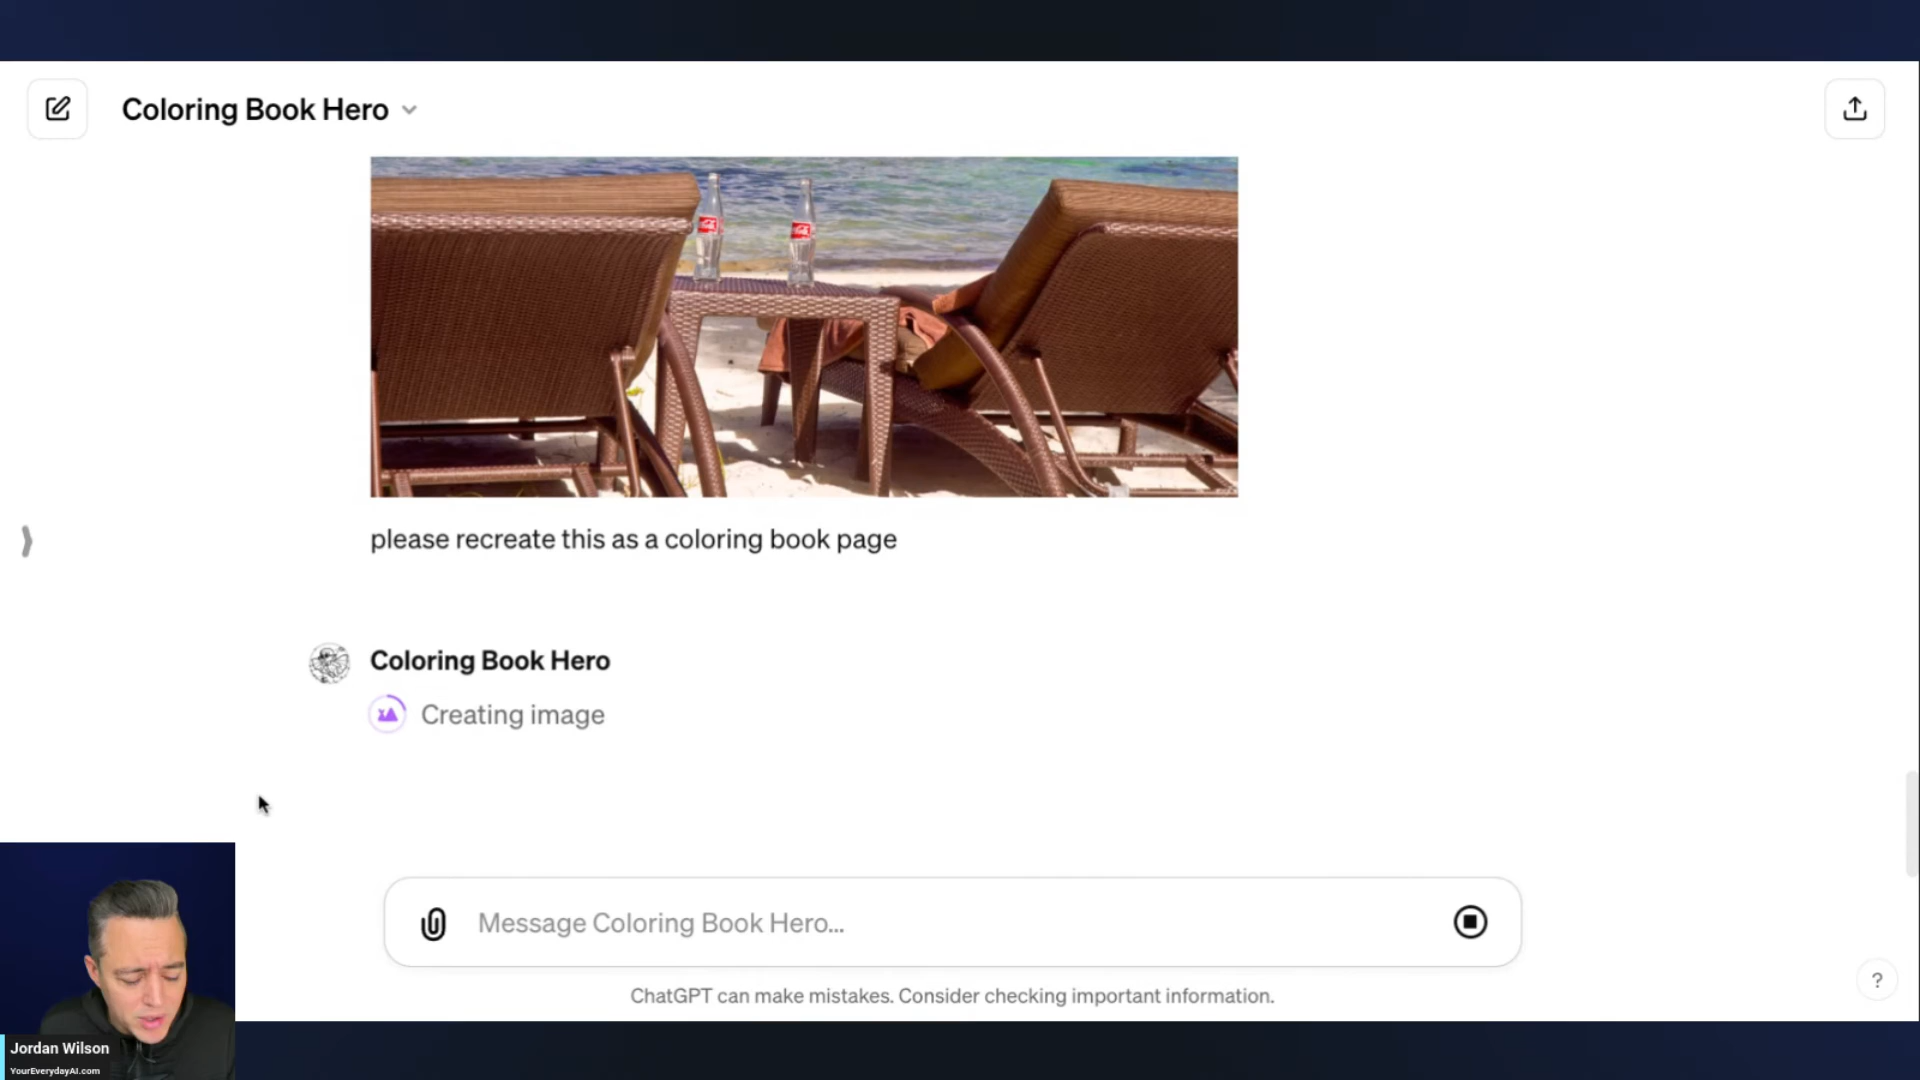 Coloring Book Hero
please recreate this as a coloring book page
Coloring Book Hero
Creating image
Message Coloring Book Hero...
?
ChatGPT can make mistakes. Consider checking important information.
Jordan Wilson
YourEverydayAI.com